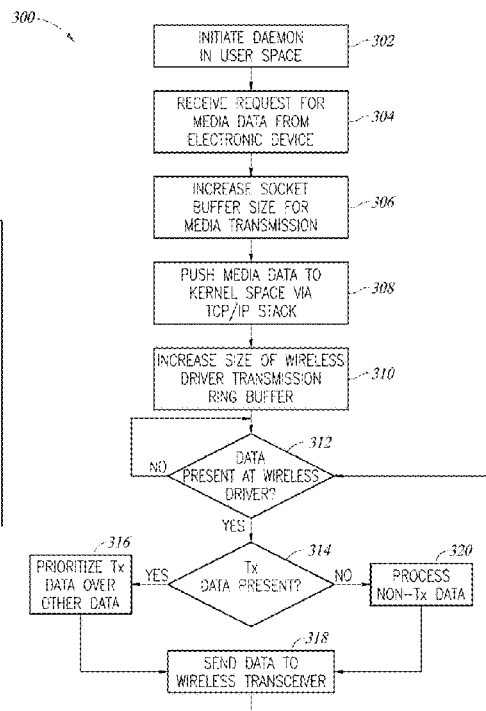 300
INITIATE DAEMON
IN USER SPACE
302
RECEIVE REQUEST FOR
MEDIA DATA FROM
ELECTRONIC DEVICE
304
INCREASE SOCKET
BUFFER SIZE FOR
MEDIA TRANSMISSION
306
PUSH MEDIA DATA TO
KERNEL SPACE VIA
TCP/IP STACK
308
INCREASE SIZE OF WIRELESS
DRIVER TRANSMISSION
RING BUFFER
310
312
DATA
PRESENT AT WIRELESS
DRIVER?
NO
YES
314
Tx
DATA PRESENT?
YES
NO
316
PRIORITIZE Tx
DATA OVER
OTHER DATA
320
PROCESS
NON-Tx DATA
318
SEND DATA TO
WIRELESS TRANSCEIVER